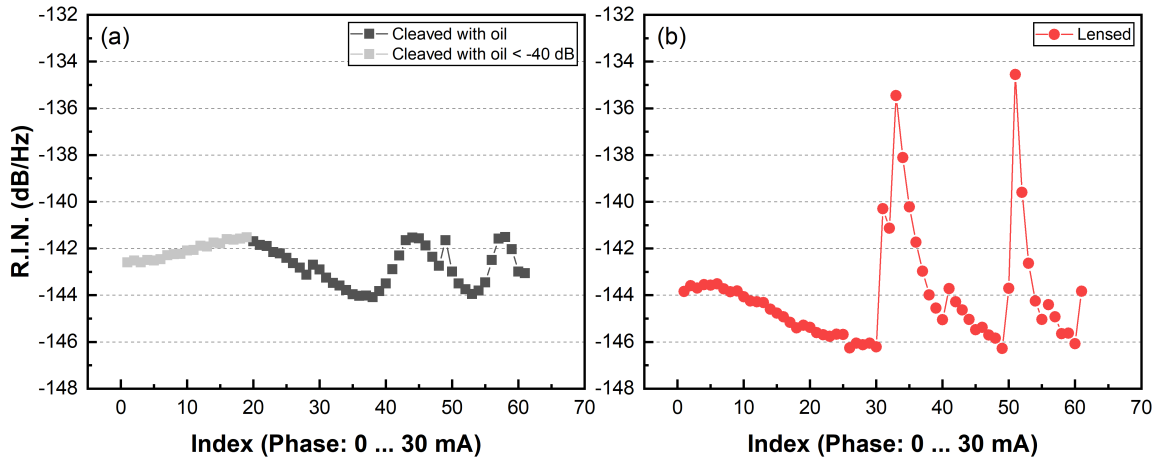 (a)
Cleaved with oil
Cleaved with oil < -40 dB
-132
-134
-136
-138
-140
-142
-144
-146
-148
R.I.N. (dB/Hz)
0 10 20 30 40 50 60 70
Index (Phase: 0 ... 30 mA)
(b)
Lensed
-132
-134
-136
-138
-140
-142
-144
-146
-148
0 10 20 30 40 50 60 70
Index (Phase: 0 ... 30 mA)